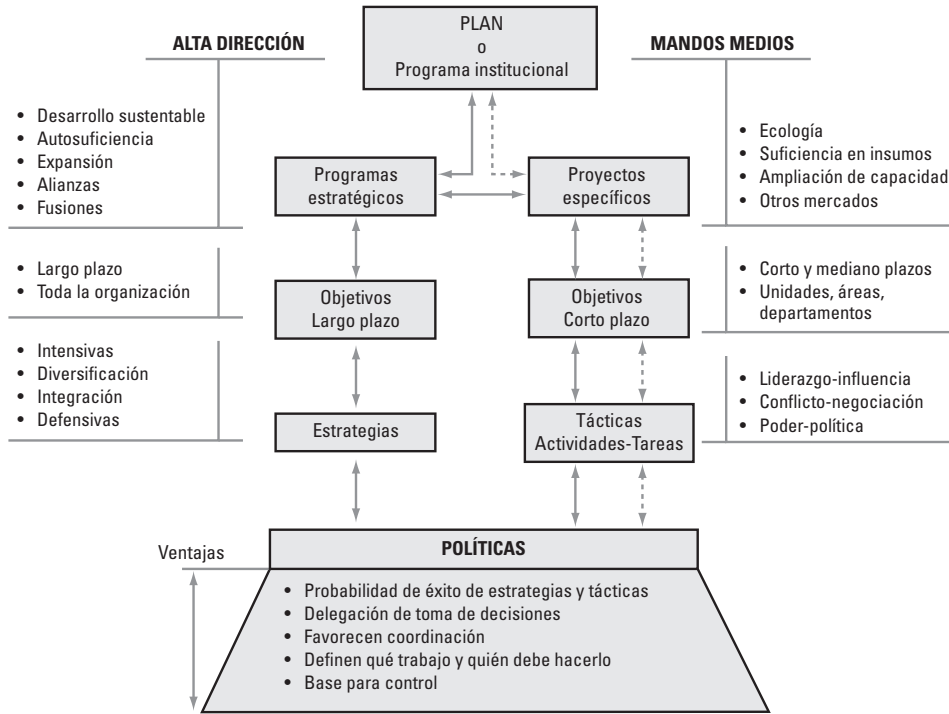 PLAN
o
Programa institucional
ALTA DIRECCIÓN
MANDOS MEDIOS
• Desarrollo sustentable
• Autosuficiencia
• Expansión
• Alianzas
• Fusiones
Programas
estratégicos
Proyectos
específicos
• Ecología
• Suficiencia en insumos
• Ampliación de capacidad
• Otros mercados
• Largo plazo
• Toda la organización
Objetivos
Largo plazo
Objetivos
Corto plazo
• Corto y mediano plazos
• Unidades, áreas,
departamentos
• Intensivas
• Diversificación
• Integración
• Defensivas
Estrategias
Tácticas
Actividades-Tareas
• Liderazgo-influencia
• Conflicto-negociación
• Poder-política
Ventajas
POLÍTICAS
• Probabilidad de éxito de estrategias y tácticas
• Delegación de toma de decisiones
• Favorecen coordinación
• Definen qué trabajo y quién debe hacerlo
• Base para control